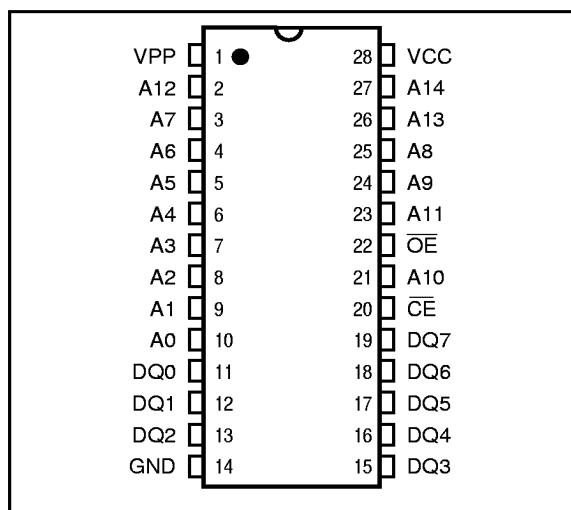 VPP 1 28 VCC
A12 2 27 A14
A7 3 26 A13
A6 4 25 A8
A5 5 24 A9
A4 6 23 A11
A3 7 22 O̅E̅
A2 8 21 A10
A1 9 20 C̅E̅
A0 10 19 DQ7
DQ0 11 18 DQ6
DQ1 12 17 DQ5
DQ2 13 16 DQ4
GND 14 15 DQ3